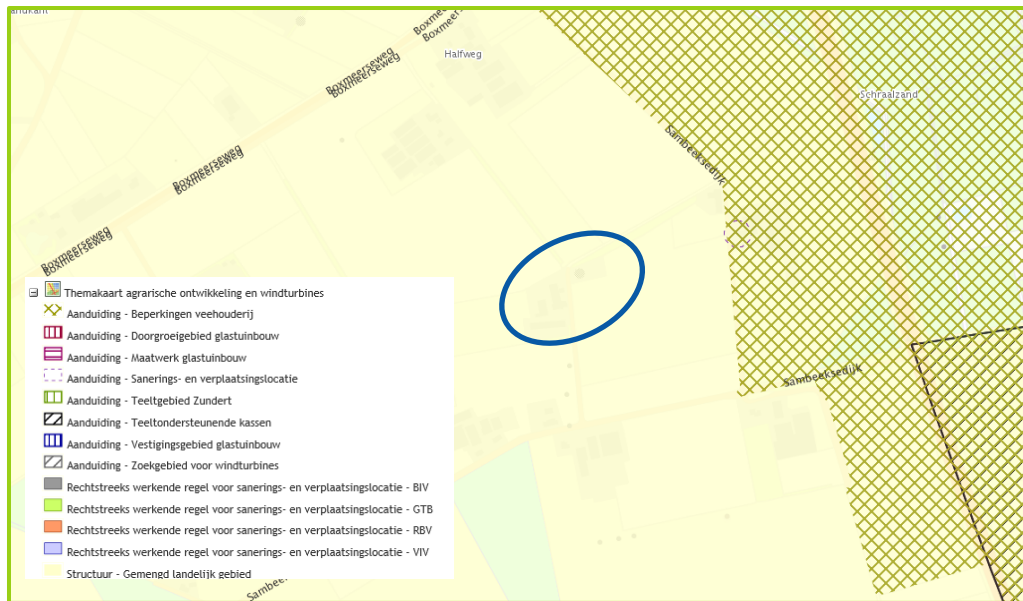 Boxmeerseweg
Boxmeerseweg
Halfweg
Boxmeerseweg
Boxmeerseweg
Schraalzand
Sambeeksedijk
Boxmeerseweg
Boxmeerseweg
Boxmeerseweg
Boxmeerseweg
Themakaart agrarische ontwikkeling en windturbines
Aanduiding - Beperkingen veehouderij
Aanduiding - Doorgroeigebied glastuinbouw
Aanduiding - Maatwerk glastuinbouw
Aanduiding - Sanerings- en verplaatsingslocatie
Aanduiding - Teeltgebied Zundert
Aanduiding - Teeltondersteunende kassen
Aanduiding - Vestigingsgebied glastuinbouw
Aanduiding - Zoekgebied voor windturbines
Rechtstreeks werkende regel voor sanerings- en verplaatsingslocatie - BIV
Rechtstreeks werkende regel voor sanerings- en verplaatsingslocatie - GTB
Rechtstreeks werkende regel voor sanerings- en verplaatsingslocatie - RBV
Rechtstreeks werkende regel voor sanerings- en verplaatsingslocatie - VIV
Structuur - Gemengd landelijk gebied
Sambeeksedijk